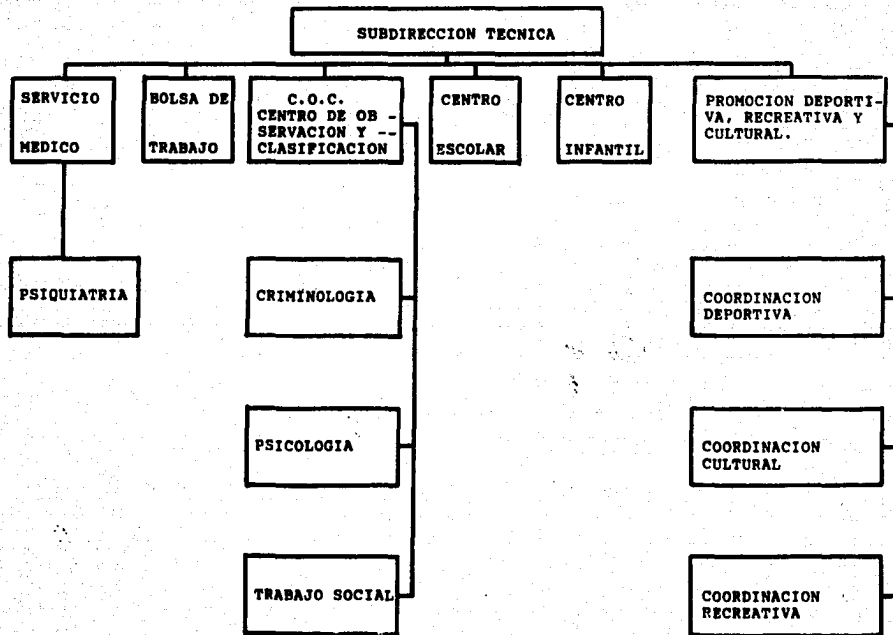 SUBDIRECCION TECNICA
SERVICIO
MEDICO
BOLSA DE
TRABAJO
C.O.C.
CENTRO DE OB -
SERVACION Y --
CLASIFICACION
CENTRO
ESCOLAR
CENTRO
INFANTIL
PROMOCION DEPORTI-
VA, RECREATIVA Y
CULTURAL.
PSIQUIATRIA
CRIMINOLOGIA
COORDINACION
DEPORTIVA
PSICOLOGIA
COORDINACION
CULTURAL
TRABAJO SOCIAL
COORDINACION
RECREATIVA